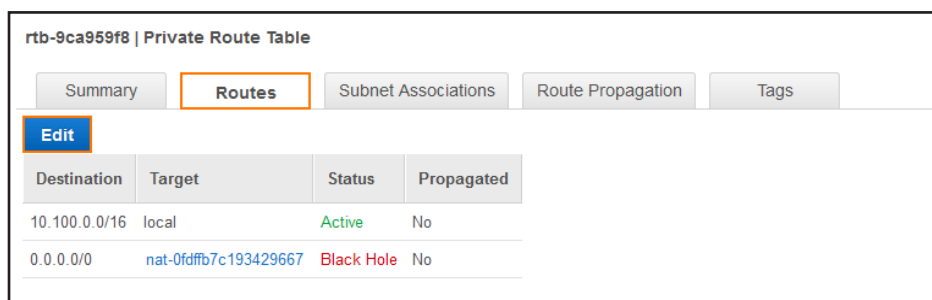 rtb-9ca959f8 | Private Route Table
Summary Routes Subnet Associations Route Propagation Tags
Edit
Destination Target Status Propagated
10.100.0.0/16 local Active No
0.0.0.0/0 nat-0fdffb7c193429667 Black Hole No